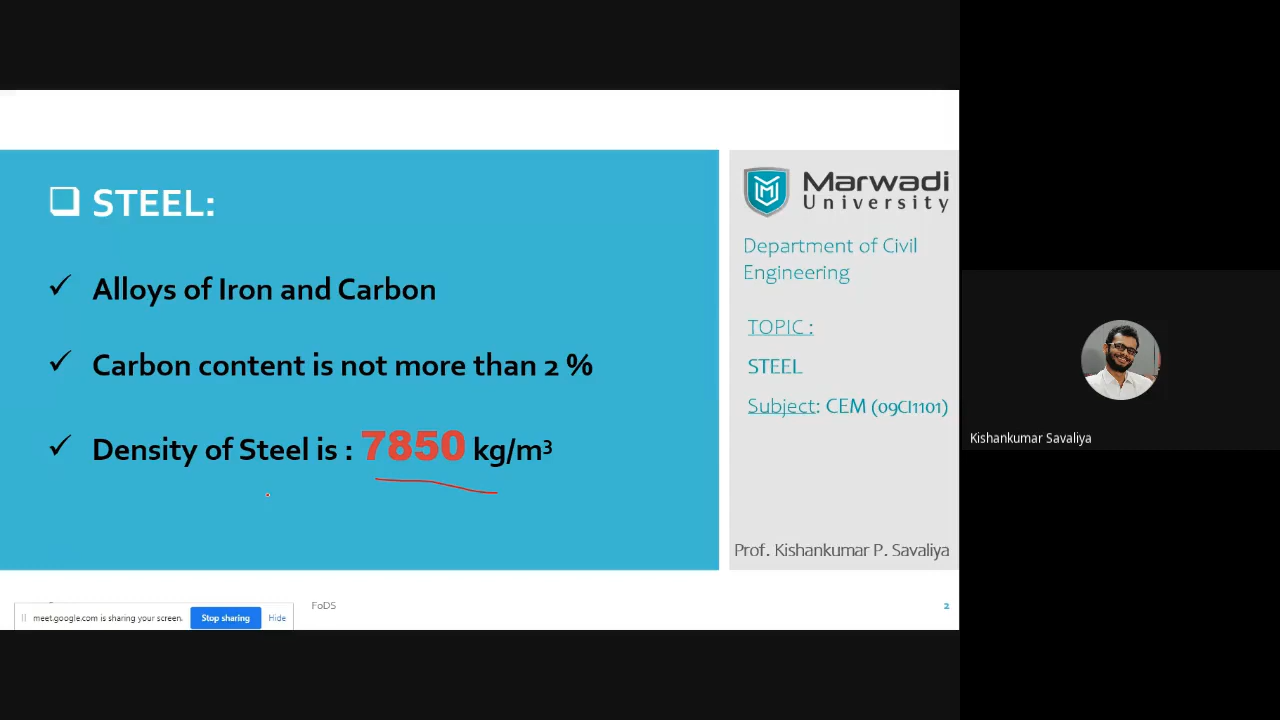 STEEL:
Alloys of Iron and Carbon
Carbon content is not more than 2 %
Density of Steel is : 7850 kg/m³
Marwadi
University
Department of Civil
Engineering
TOPIC :
STEEL
Subject: CEM (09CI1101)
Prof. Kishankumar P. Savaliya
FoDS
2
meet.google.com is sharing your screen.
Stop sharing
Hide
Kishankumar Savaliya